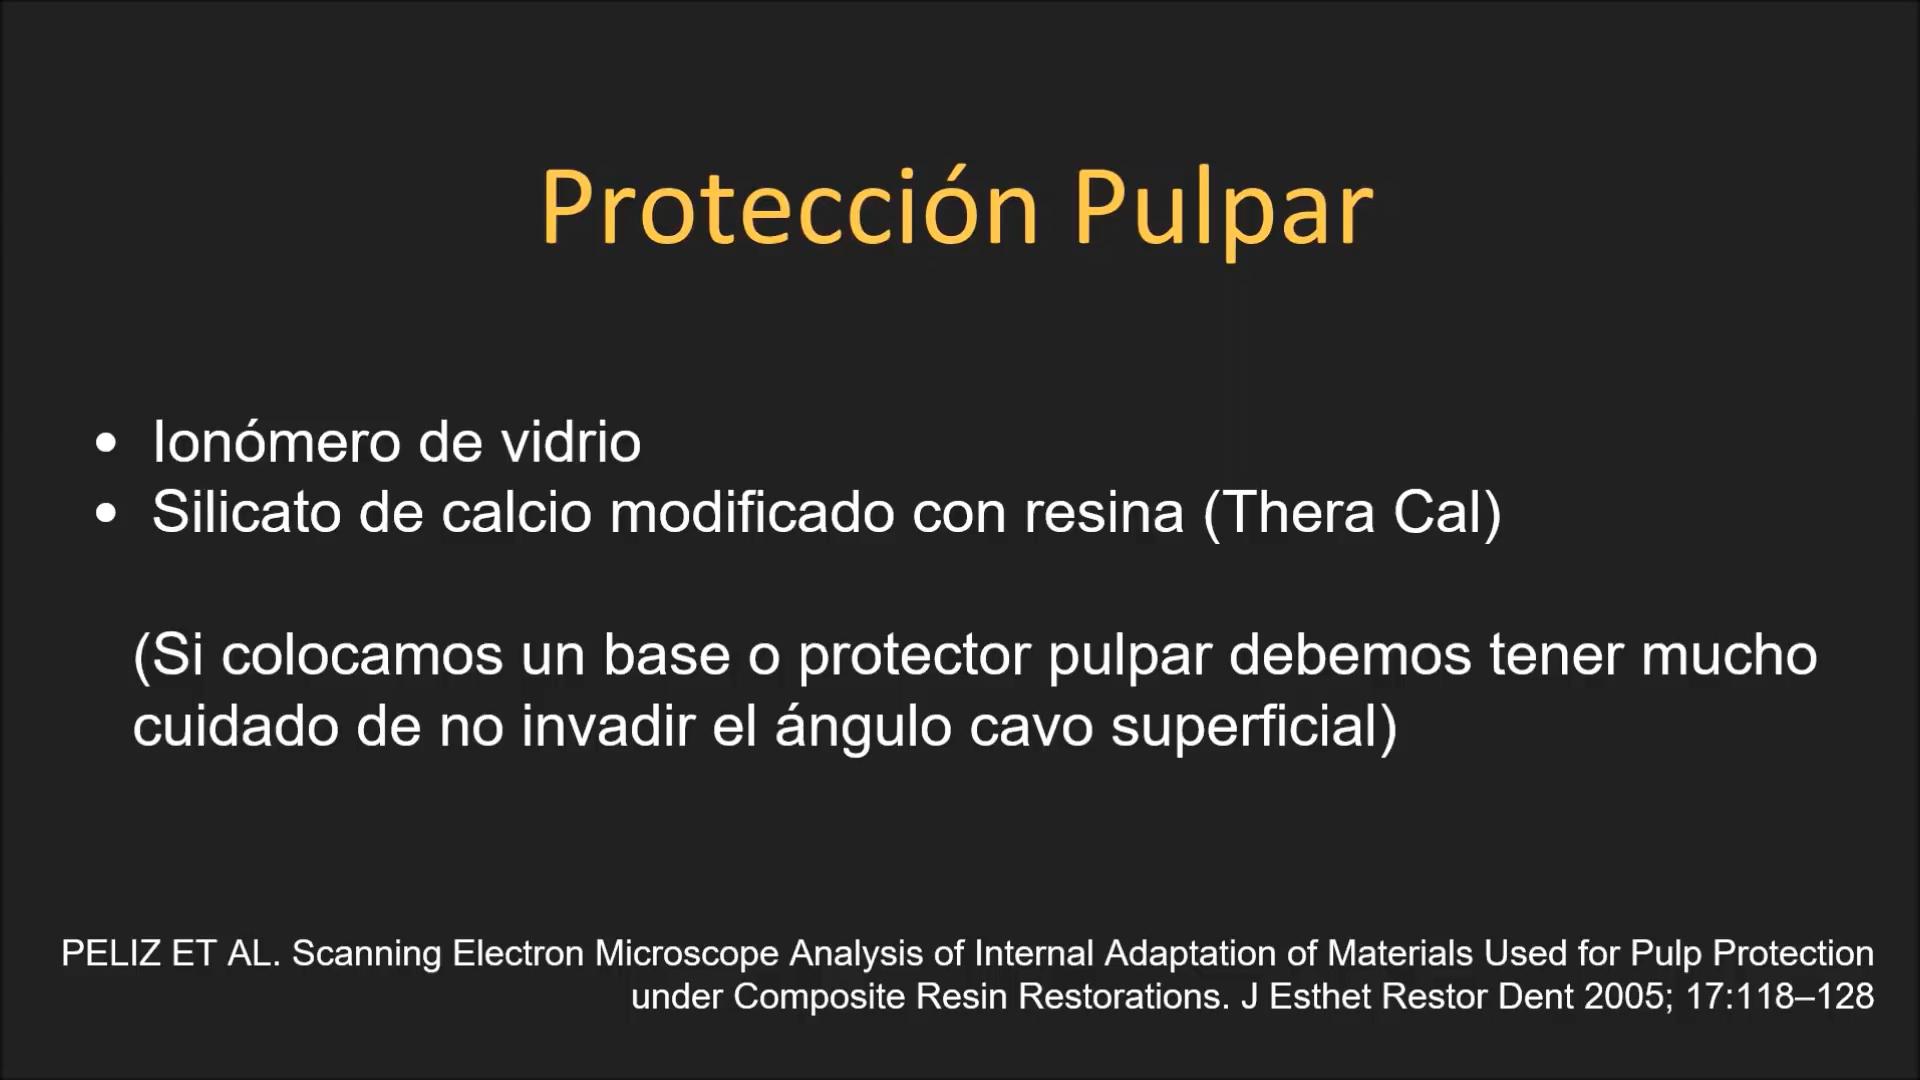 Protección Pulpar
• Ionómero de vidrio
• Silicato de calcio modificado con resina (Thera Cal)
(Si colocamos un base o protector pulpar debemos tener mucho
cuidado de no invadir el ángulo cavo superficial)
PELIZ ET AL. Scanning Electron Microscope Analysis of Internal Adaptation of Materials Used for Pulp Protection
under Composite Resin Restorations. J Esthet Restor Dent 2005; 17:118–128